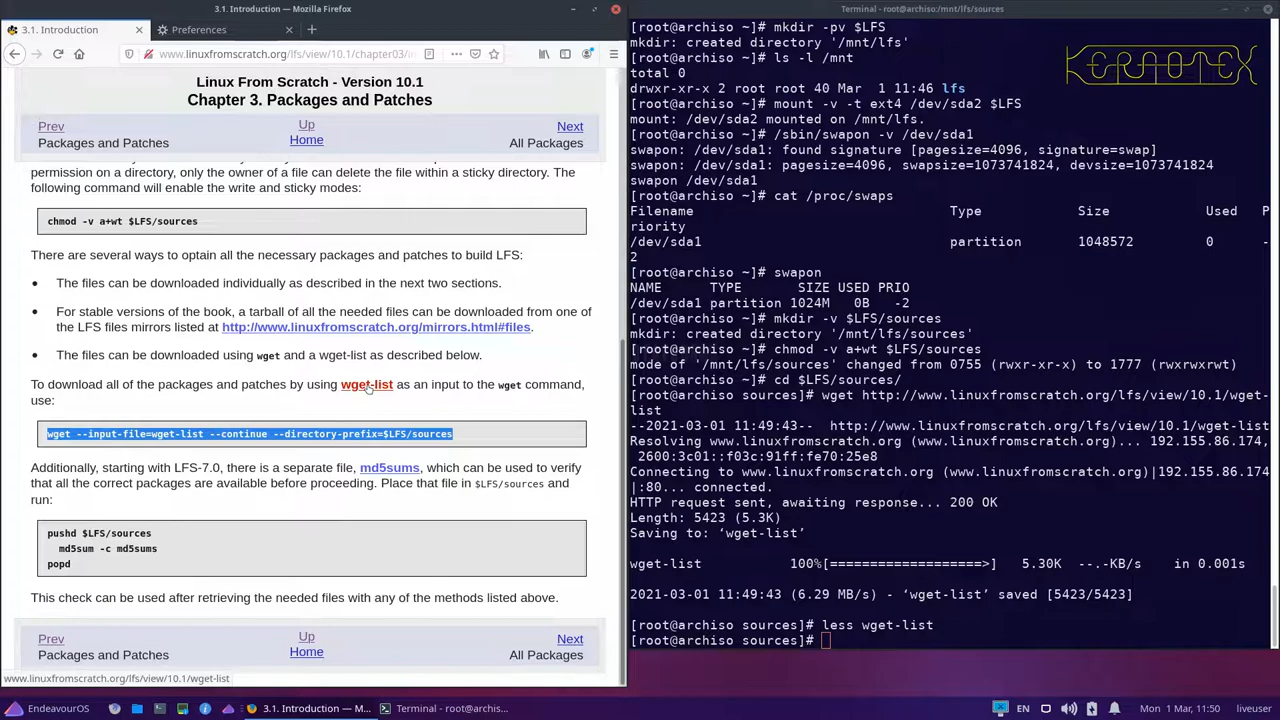 3.1. Introduction — Mozilla Firefox
3.1. Introduction
Preferences
www.linuxfromscratch.org/lfs/view/10.1/chapter03/in
Linux From Scratch - Version 10.1
Chapter 3. Packages and Patches
Prev
Up
Next
Packages and Patches
Home
All Packages
permission on a directory, only the owner of a file can delete the file within a sticky directory. The
following command will enable the write and sticky modes:
chmod -v a+wt $LFS/sources
There are several ways to optain all the necessary packages and patches to build LFS:
The files can be downloaded individually as described in the next two sections.
For stable versions of the book, a tarball of all the needed files can be downloaded from one of
the LFS files mirrors listed at http://www.linuxfromscratch.org/mirrors.html#files.
The files can be downloaded using wget and a wget-list as described below.
To download all of the packages and patches by using wget-list as an input to the wget command,
use:
wget --input-file=wget-list --continue --directory-prefix=$LFS/sources
Additionally, starting with LFS-7.0, there is a separate file, md5sums, which can be used to verify
that all the correct packages are available before proceeding. Place that file in $LFS/sources and
run:
pushd $LFS/sources
md5sum -c md5sums
popd
This check can be used after retrieving the needed files with any of the methods listed above.
Prev
Up
Next
Packages and Patches
Home
All Packages
www.linuxfromscratch.org/lfs/view/10.1/wget-list
Terminal - root@archiso:/mnt/lfs/sources
[root@archiso ~]# mkdir -pv $LFS
mkdir: created directory '/mnt/lfs'
[root@archiso ~]# ls -l /mnt
total 0
drwxr-xr-x 2 root root 40 Mar  1 11:46 lfs
[root@archiso ~]# mount -v -t ext4 /dev/sda2 $LFS
mount: /dev/sda2 mounted on /mnt/lfs.
[root@archiso ~]# /sbin/swapon -v /dev/sda1
swapon: /dev/sda1: found signature [pagesize=4096, signature=swap]
swapon: /dev/sda1: pagesize=4096, swapsize=1073741824, devsize=1073741824
swapon /dev/sda1
[root@archiso ~]# cat /proc/swaps
Filename Type Size Used P
riority
/dev/sda1 partition 1048572 0 -
2
[root@archiso ~]# swapon
NAME TYPE SIZE USED PRIO
/dev/sda1 partition 1024M 0B -2
[root@archiso ~]# mkdir -v $LFS/sources
mkdir: created directory '/mnt/lfs/sources'
[root@archiso ~]# chmod -v a+wt $LFS/sources
mode of '/mnt/lfs/sources' changed from 0755 (rwxr-xr-x) to 1777 (rwxrwxrwt)
[root@archiso ~]# cd $LFS/sources/
[root@archiso sources]# wget http://www.linuxfromscratch.org/lfs/view/10.1/wget-
list
--2021-03-01 11:49:43--  http://www.linuxfromscratch.org/lfs/view/10.1/wget-list
Resolving www.linuxfromscratch.org (www.linuxfromscratch.org)... 192.155.86.174,
2600:3c01::f03c:91ff:fe70:25e8
Connecting to www.linuxfromscratch.org (www.linuxfromscratch.org)|192.155.86.174
|:80... connected.
HTTP request sent, awaiting response... 200 OK
Length: 5423 (5.3K)
Saving to: ‘wget-list’
wget-list 100%[===================>] 5.30K --.-KB/s in 0.001s
2021-03-01 11:49:43 (6.29 MB/s) - ‘wget-list’ saved [5423/5423]
[root@archiso sources]# less wget-list
[root@archiso sources]#
KERNOTEX
EndeavourOS
3.1. Introduction — M...
Terminal - root@archiso:/...
EN
Mon 1 Mar, 11:50
liveuser